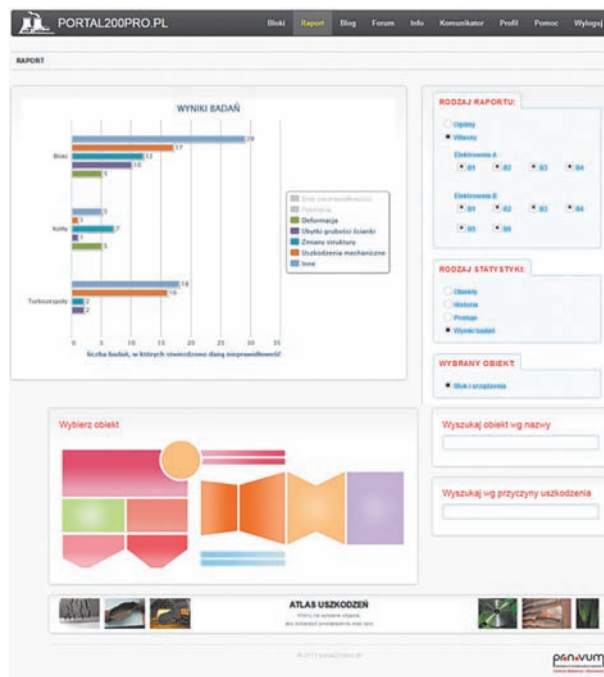 PORTAL200PRO.PL
Bloki Raport Blog Forum Info Komunikator Profil Pomoc Wyloguj
RAPORT
WYNIKI BADAŃ
Bloki
29
17
12
10
5
Kotły
5
1
7
1
5
Turbozespoły
18
16
2
2
0 5 10 15 20 25 30 35
liczba badań, w których stwierdzono daną nieprawidłowość
Brak nieprawidłowości
Pęknięcia
Deformacja
Ubytki grubości ścianki
Zmiany struktury
Uszkodzenia mechaniczne
Inne
RODZAJ RAPORTU:
Ogólny
Własny
Elektrownia A
B1 B2 B3 B4
Elektrownia B
B1 B2 B3 B4
B5 B6
RODZAJ STATYSTYKI:
Obiekty
Historia
Postoje
Wyniki badań
WYBRANY OBIEKT:
Blok i urządzenia
Wybierz obiekt
Wyszukaj obiekt wg nazwy
Wyszukaj wg przyczyny uszkodzenia
ATLAS USZKODZEŃ
pronovum